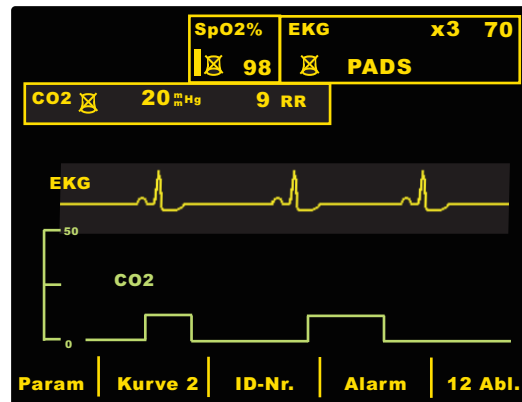 SpO2% EKG x3 70
98 PADS
CO2 20 mmHg 9 RR
EKG
50
CO2
0
Param Kurve 2 ID-Nr. Alarm 12 Abl.